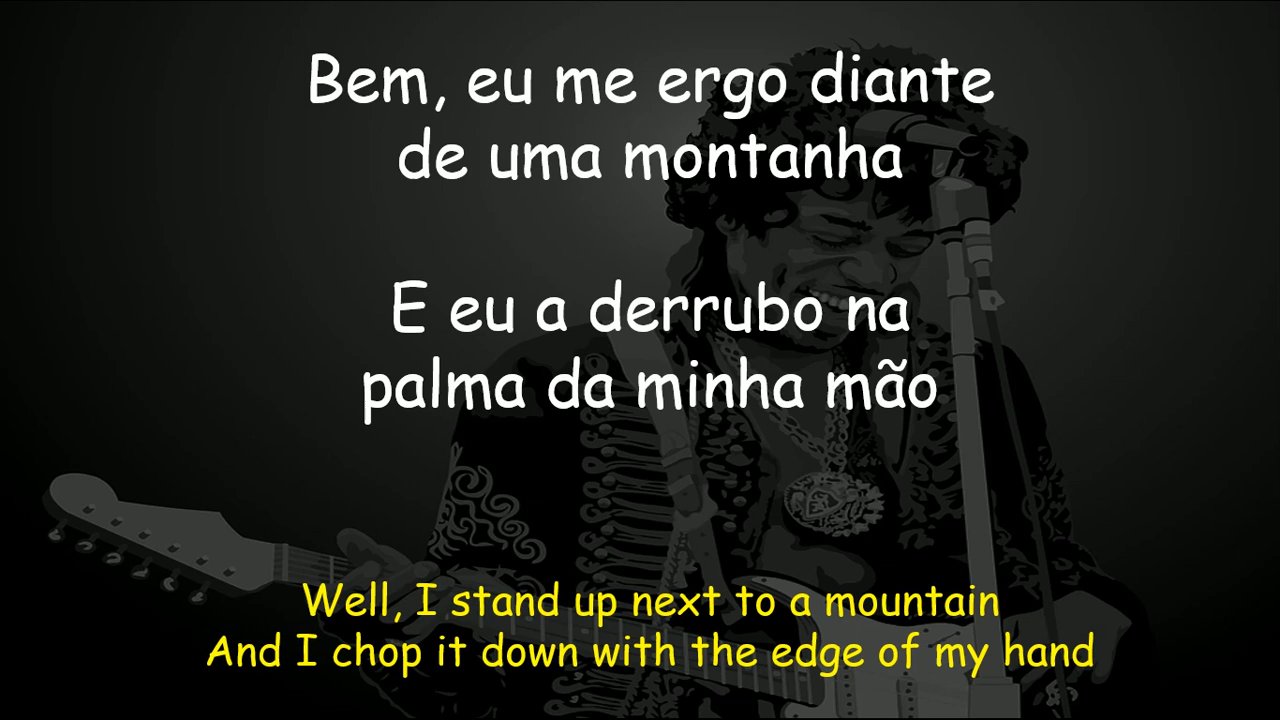 Bem, eu me ergo diante
de uma montanha
E eu a derrubo na
palma da minha mão
Well, I stand up next to a mountain
And I chop it down with the edge of my hand